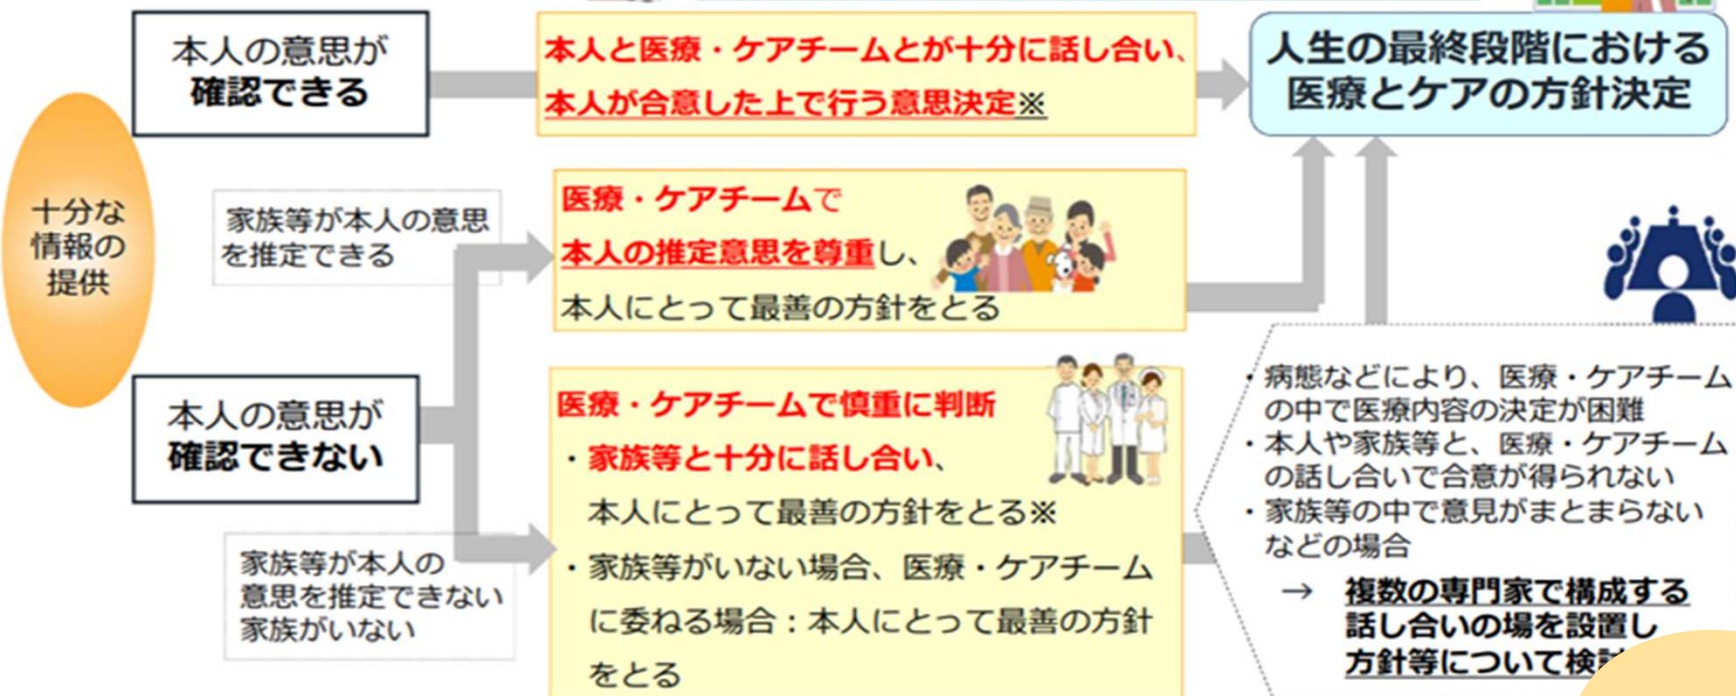 十分な
情報の
提供
本人の意思が
確認できる
本人と医療・ケアチームとが十分に話し合い、
本人が合意した上で行う意思決定※
人生の最終段階における
医療とケアの方針決定
家族等が本人の意思
を推定できる
医療・ケアチームで
本人の推定意思を尊重し、
本人にとって最善の方針をとる
本人の意思が
確認できない
家族等が本人の
意思を推定できない
家族がいない
医療・ケアチームで慎重に判断
・家族等と十分に話し合い、
本人にとって最善の方針をとる※
・家族等がいない場合、医療・ケアチーム
に委ねる場合：本人にとって最善の方針
をとる
・病態などにより、医療・ケアチーム
の中で医療内容の決定が困難
・本人や家族等と、医療・ケアチーム
の話し合いで合意が得られない
・家族等の中で意見がまとまらない
などの場合
→ 複数の専門家で構成する
話し合いの場を設置し
方針等について検